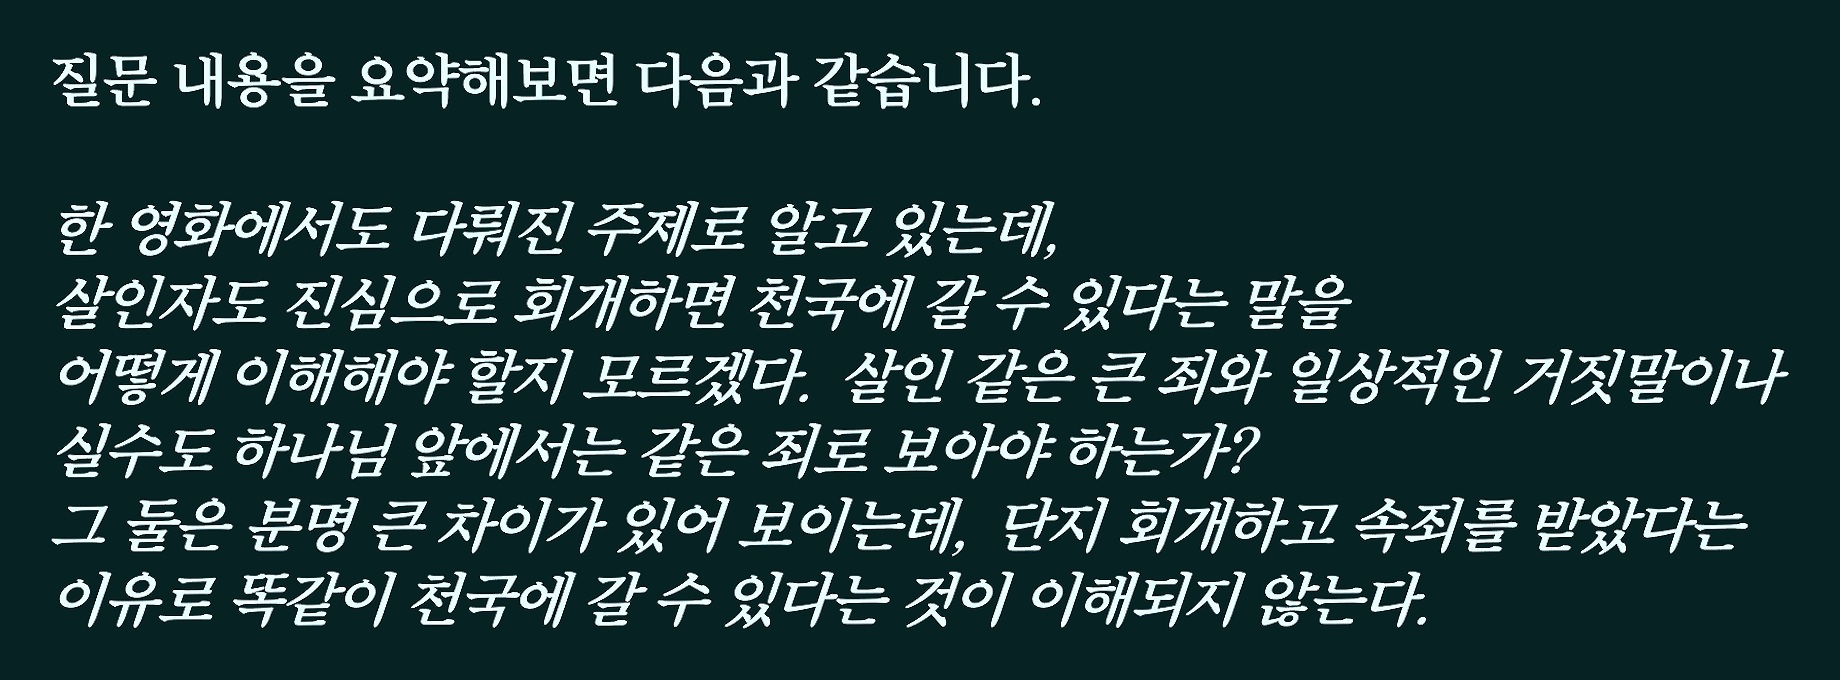 질문 내용을 요약해보면 다음과 같습니다.
한 영화에서도 다뤄진 주제로 알고 있는데,
살인자도 진심으로 회개하면 천국에 갈 수 있다는 말을
어떻게 이해해야 할지 모르겠다. 살인 같은 큰 죄와 일상적인 거짓말이나
실수도 하나님 앞에서는 같은 죄로 보아야 하는가?
그 둘은 분명 큰 차이가 있어 보이는데, 단지 회개하고 속죄를 받았다는
이유로 똑같이 천국에 갈 수 있다는 것이 이해되지 않는다.